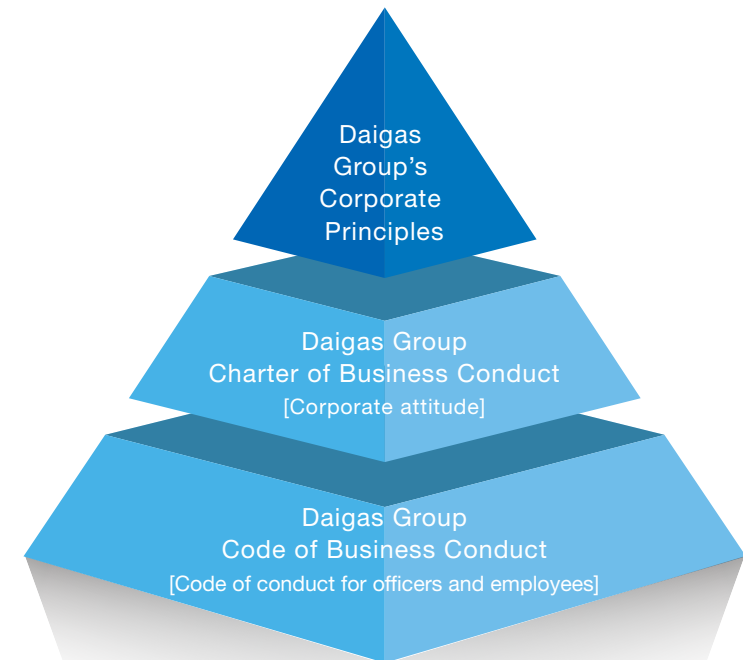 Daigas
Group’s
Corporate
Principles
Daigas Group
Charter of Business Conduct
[Corporate attitude]
Daigas Group
Code of Business Conduct
[Code of conduct for officers and employees]